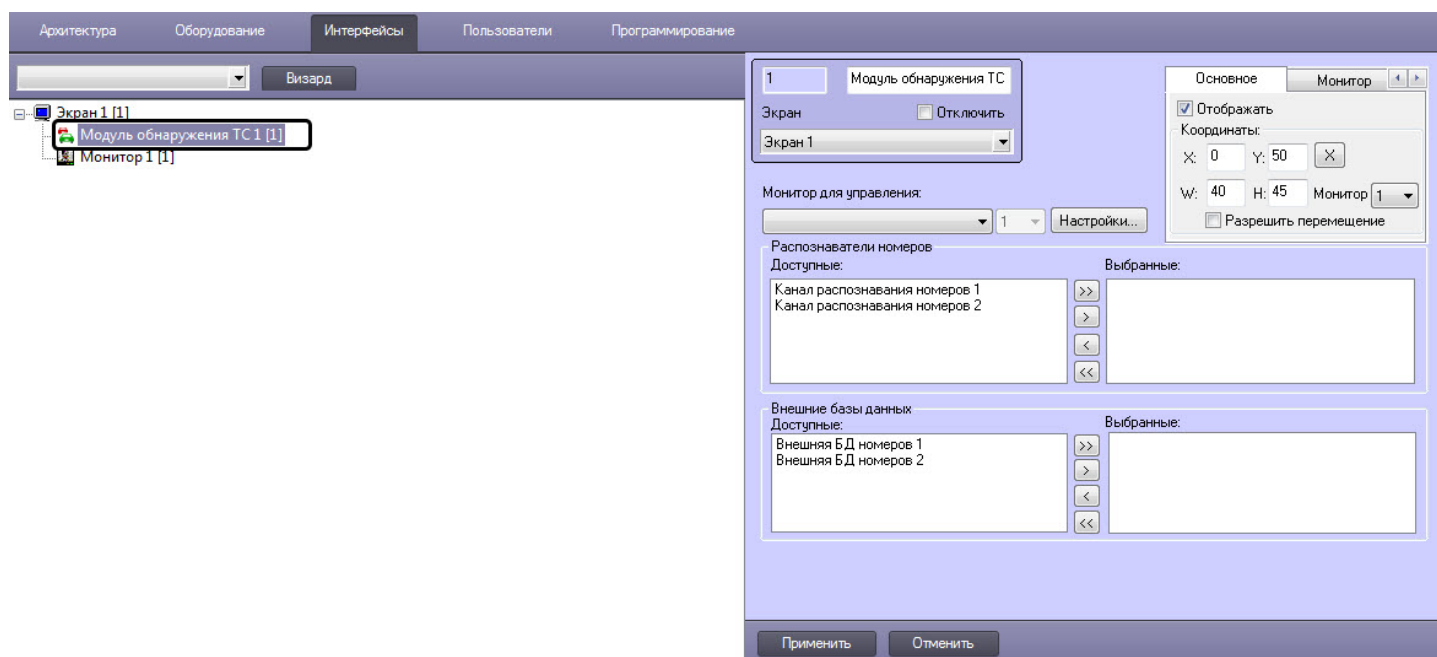 Архитектура Оборудование Интерфейсы Пользователи Программирование
Визард
Экран 1 [1]
Модуль обнаружения ТС 1 [1]
Монитор 1 [1]
1 Модуль обнаружения ТС
Экран Отключить
Экран 1
Основное Монитор
Отображать
Координаты:
X: 0 Y: 50 X
W: 40 H: 45 Монитор 1
Разрешить перемещение
Монитор для управления:
1 Настройки...
Распознаватели номеров
Доступные: Выбранные:
Канал распознавания номеров 1
Канал распознавания номеров 2
>>
>
<
<<
Внешние базы данных
Доступные: Выбранные:
Внешняя БД номеров 1
Внешняя БД номеров 2
>>
>
<
<<
Применить Отменить